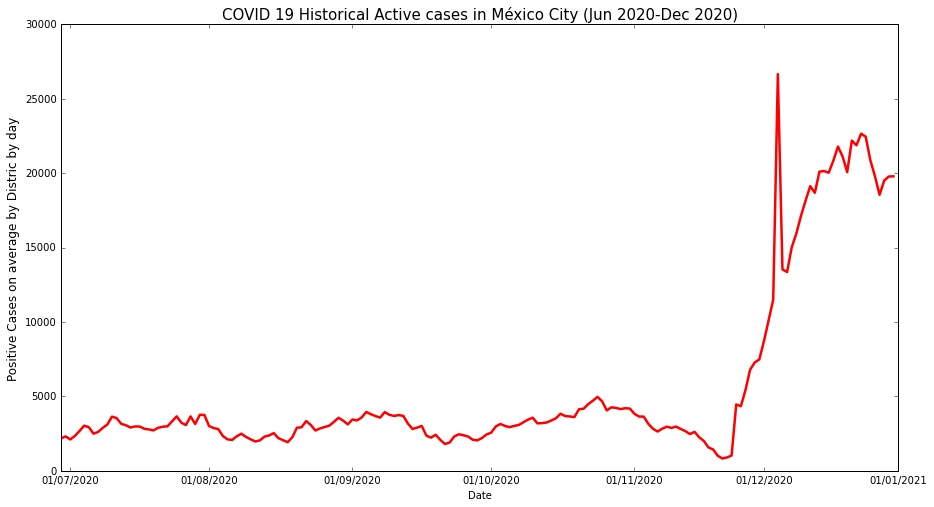 COVID 19 Historical Active cases in México City (Jun 2020-Dec 2020)
Positive Cases on average by Distric by day
30000
25000
20000
15000
10000
5000
0
01/07/2020 01/08/2020 01/09/2020 01/10/2020 01/11/2020 01/12/2020 01/01/2021
Date